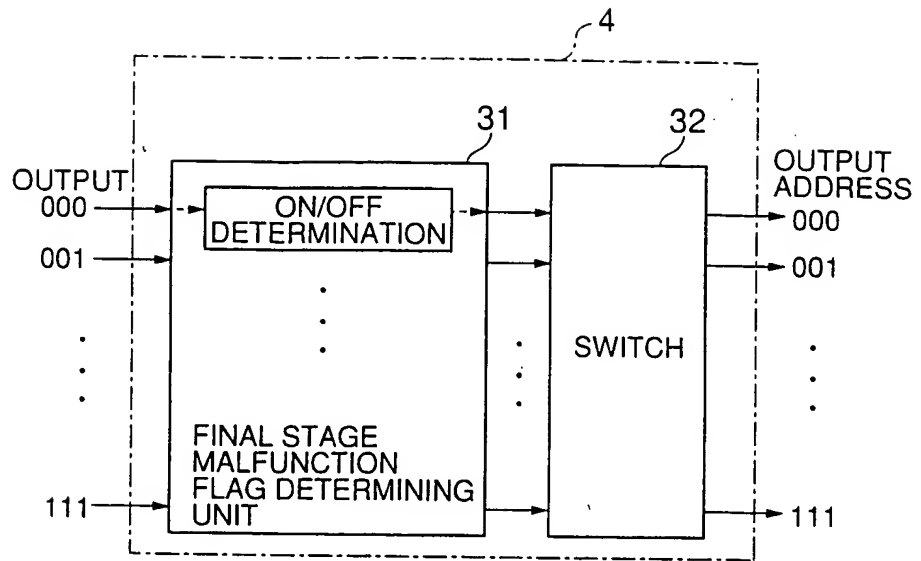 4
31
32
OUTPUT
000
001
111
ON/OFF
DETERMINATION
FINAL STAGE
MALFUNCTION
FLAG DETERMINING
UNIT
SWITCH
OUTPUT
ADDRESS
000
001
111